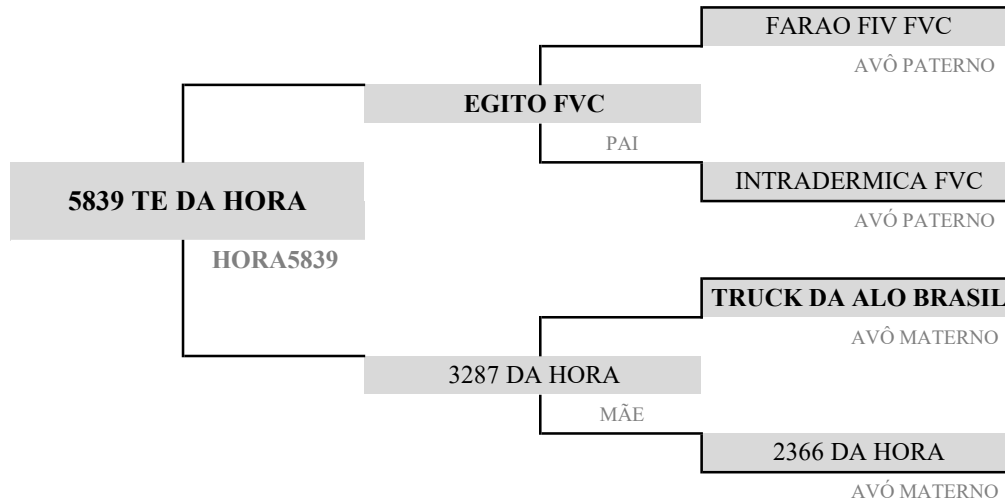 FARAO FIV FVC
AVÔ PATERNO
EGITO FVC
PAI
INTRADERMICA FVC
AVÓ PATERNO
5839 TE DA HORA
HORA5839
TRUCK DA ALO BRASIL
AVÔ MATERNO
3287 DA HORA
MÃE
2366 DA HORA
AVÓ MATERNO